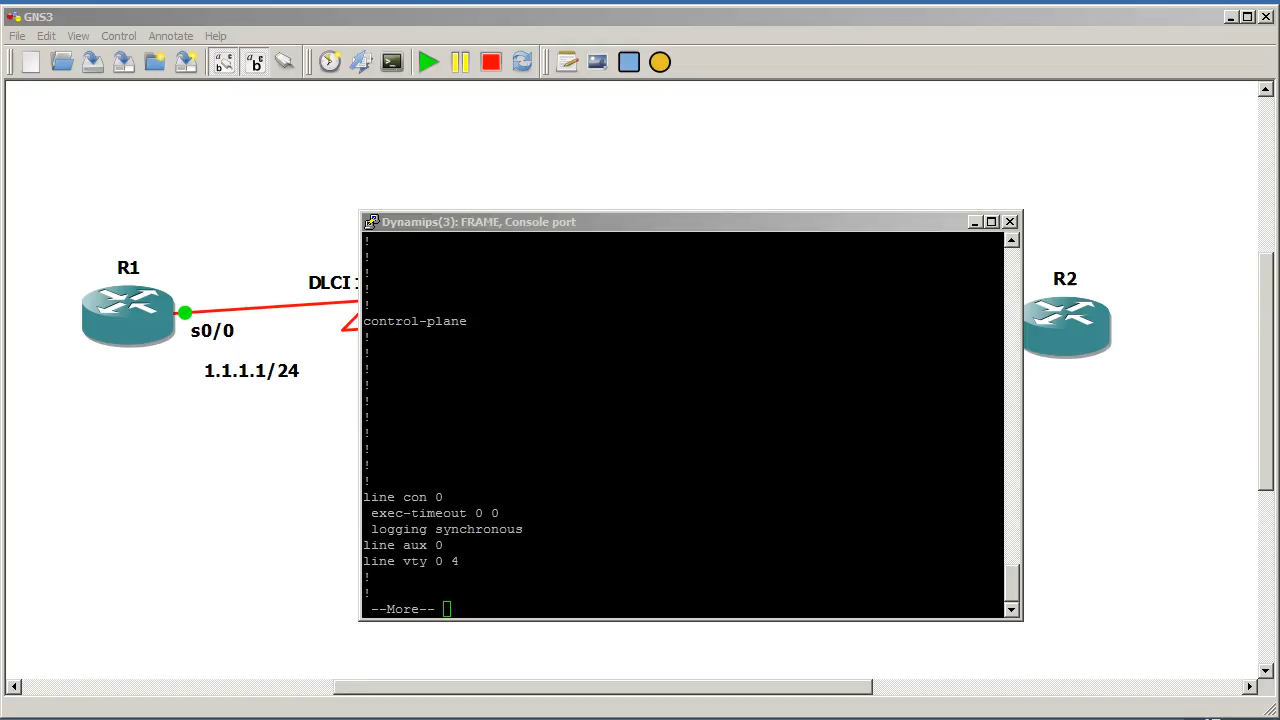 GNS3
File Edit View Control Annotate Help
R1
DLCI
s0/0
1.1.1.1/24
R2
Dynamips(3): FRAME, Console port
!
!
!
!
!
control-plane
!
!
!
!
!
!
!
!
!
!
line con 0
exec-timeout 0 0
logging synchronous
line aux 0
line vty 0 4
!
!
--More--